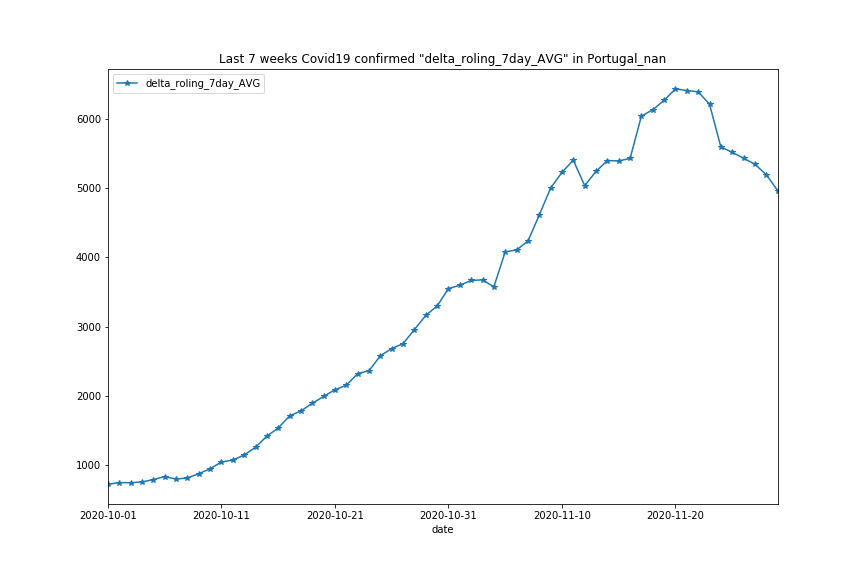 Last 7 weeks Covid19 confirmed "delta_roling_7day_AVG" in Portugal_nan
delta_roling_7day_AVG
6000
5000
4000
3000
2000
1000
2020-10-01 2020-10-11 2020-10-21 2020-10-31 2020-11-10 2020-11-20
date